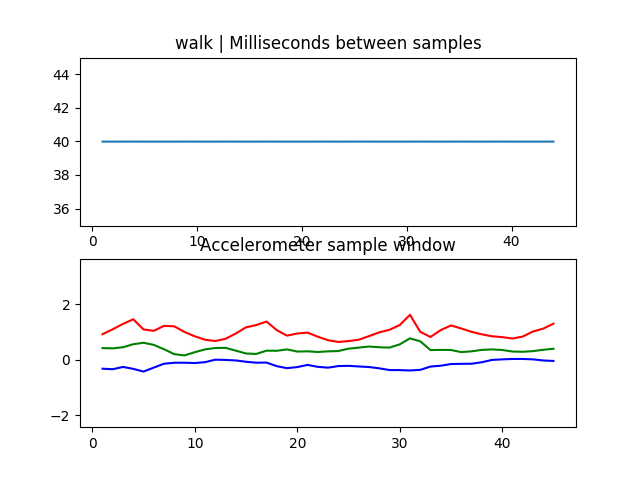 walk | Milliseconds between samples
44
42
40
38
36
0 10 20 30 40
Accelerometer sample window
2
0
−2
0 10 20 30 40